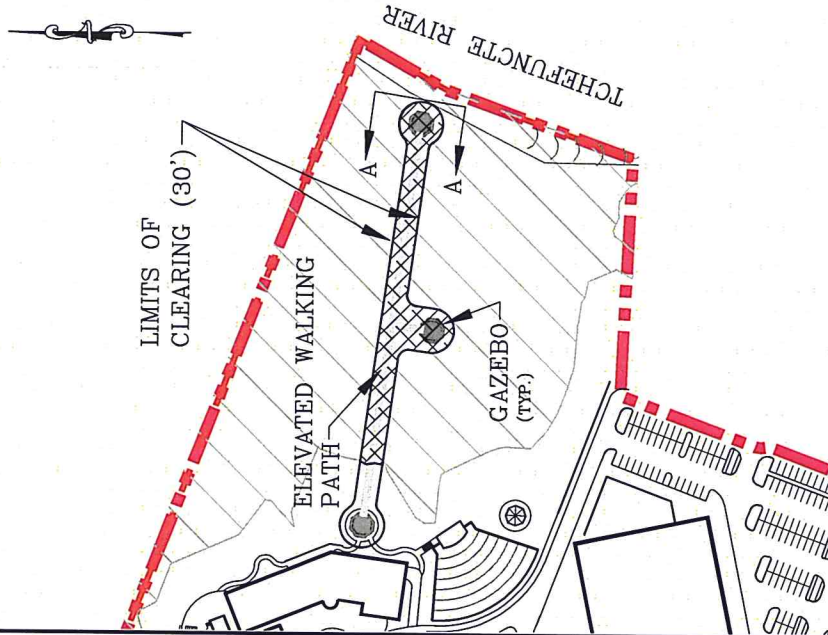 TCHEFUNCTE RIVER
LIMITS OF
CLEARING (30')
A
A
ELEVATED WALKING
PATH
GAZEBO
(TYP.)